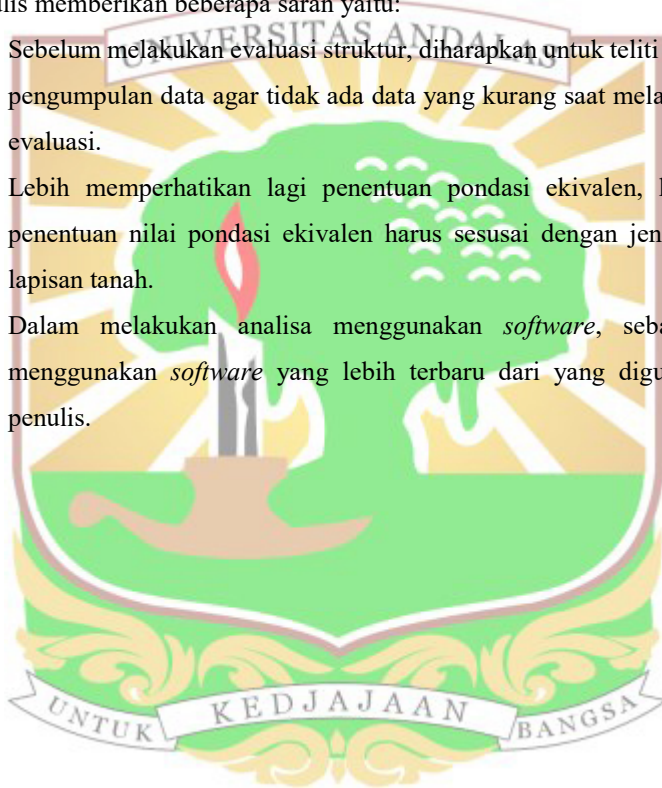 lis memberikan beberapa saran yaitu:
UNIVERSITAS ANDALAS
Sebelum melakukan evaluasi struktur, diharapkan untuk teliti
pengumpulan data agar tidak ada data yang kurang saat mela
evaluasi.
Lebih memperhatikan lagi penentuan pondasi ekivalen,
penentuan nilai pondasi ekivalen harus sesusai dengan jen
lapisan tanah.
Dalam melakukan analisa menggunakan software, seba
menggunakan software yang lebih terbaru dari yang digu
penulis.
UNTUK KEDJAJAAN BANGSA